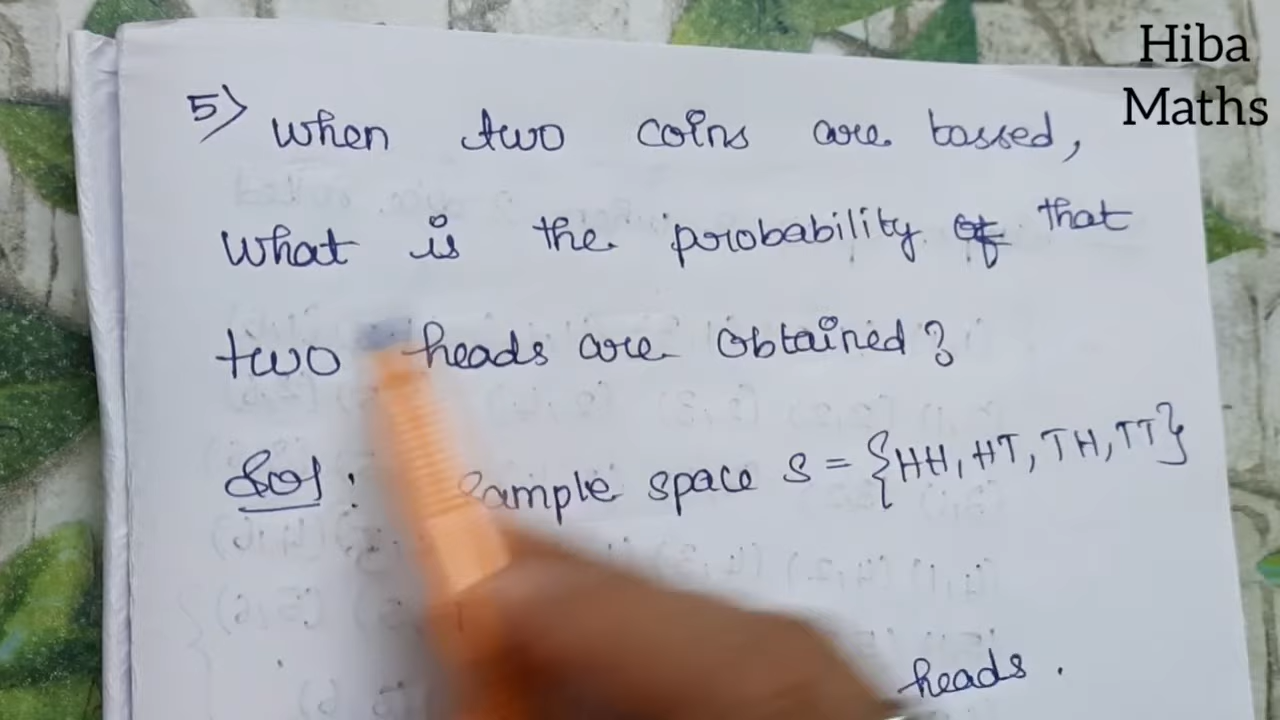 Hiba
Maths
5) When two coins are tossed,
What is the probability of that
two heads are obtained?
Sol: Sample space S = {HH, HT, TH, TT}
heads.